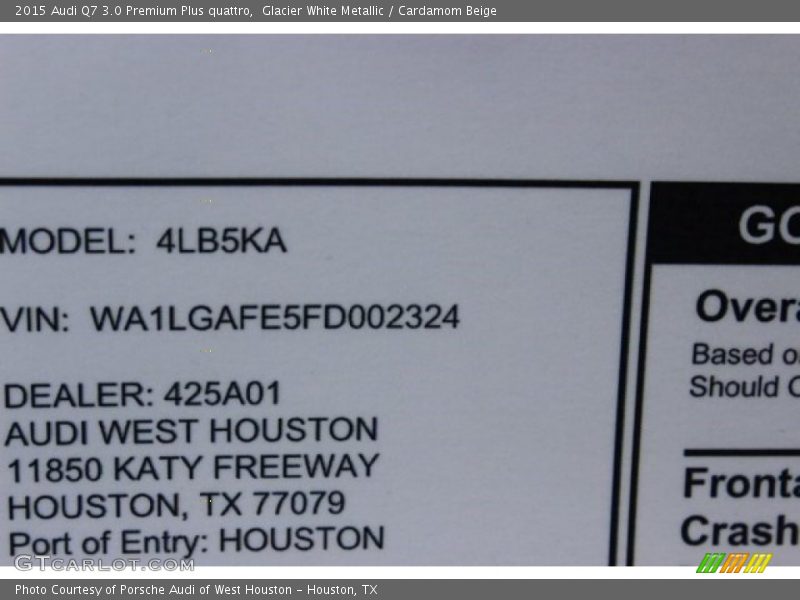 2015 Audi Q7 3.0 Premium Plus quattro,  Glacier White Metallic / Cardamom Beige
MODEL: 4LB5KA
VIN: WA1LGAFE5FD002324
DEALER: 425A01
AUDI WEST HOUSTON
11850 KATY FREEWAY
HOUSTON, TX 77079
Port of Entry: HOUSTON
GO
Overa
Based o
Should C
Fronta
Crash
GTCARLOT.COM
Photo Courtesy of Porsche Audi of West Houston – Houston, TX